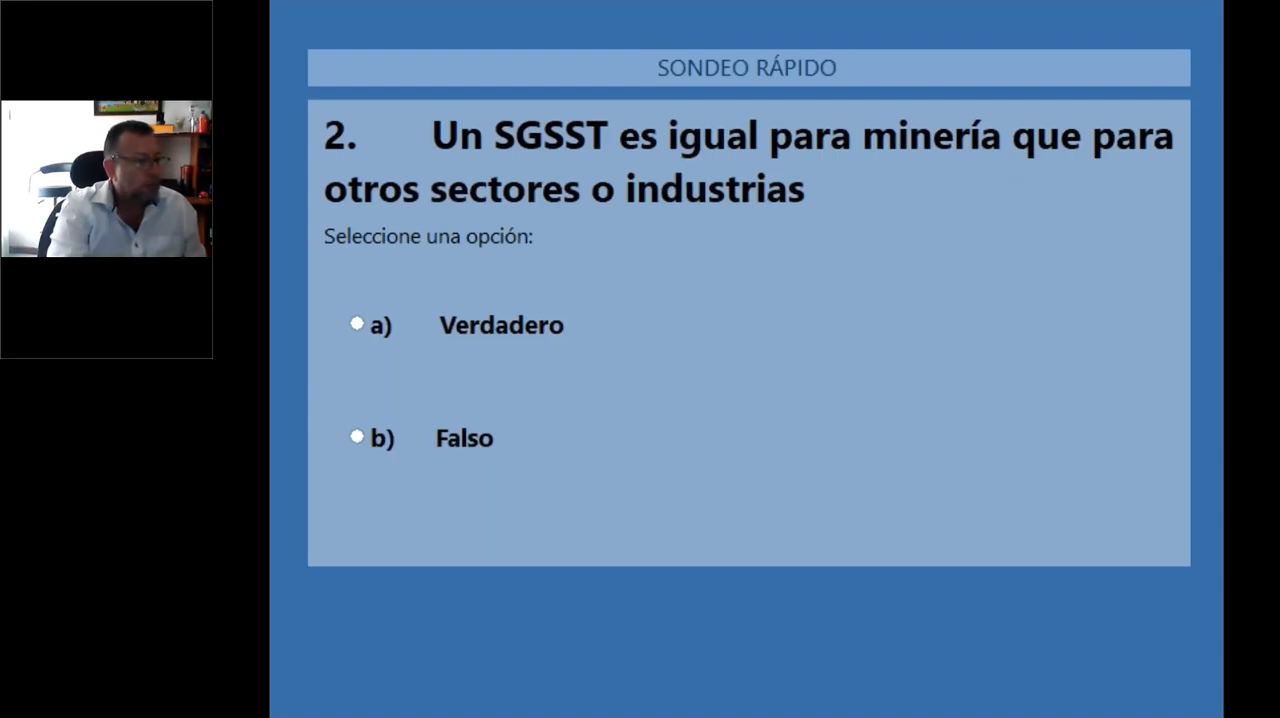 SONDEO RÁPIDO
2. Un SGSST es igual para minería que para
otros sectores o industrias
Seleccione una opción:
a) Verdadero
b) Falso